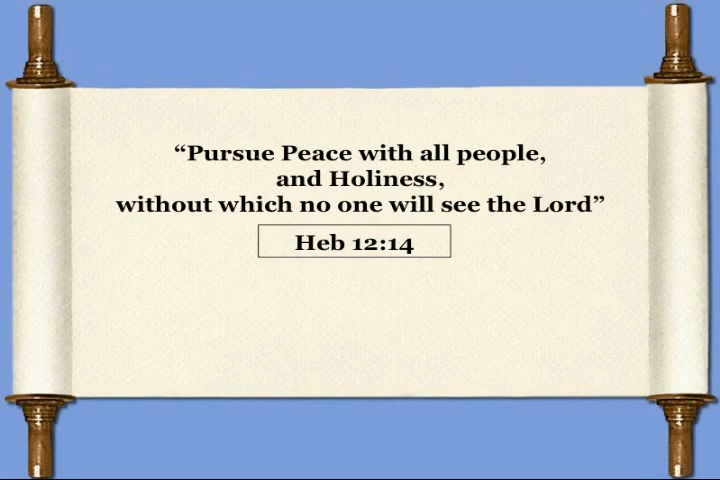 “Pursue Peace with all people,
and Holiness,
without which no one will see the Lord”
Heb 12:14